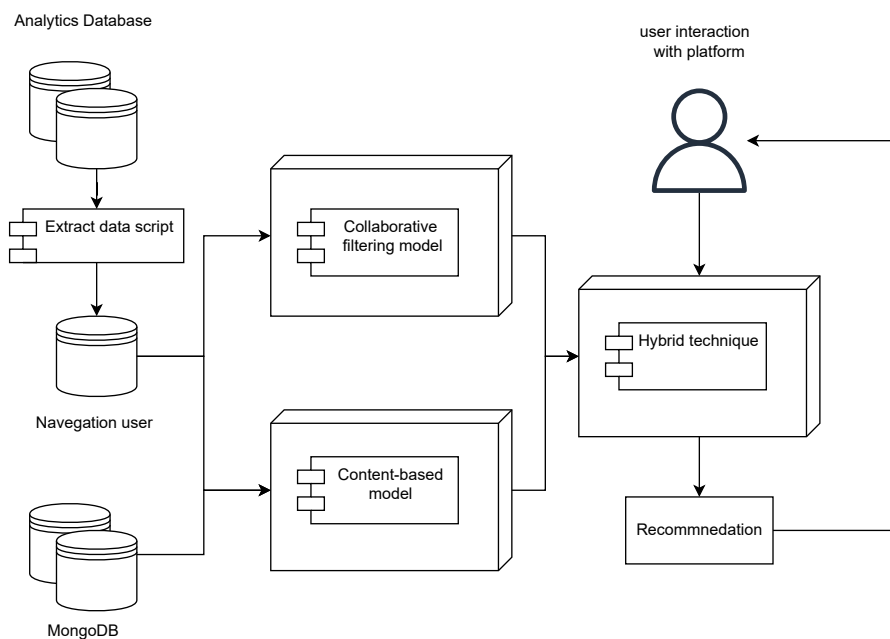 Analytics Database
user interaction
with platform
Extract data script
Collaborative
filtering model
Hybrid technique
Navegation user
Content-based
model
Recommnedation
MongoDB